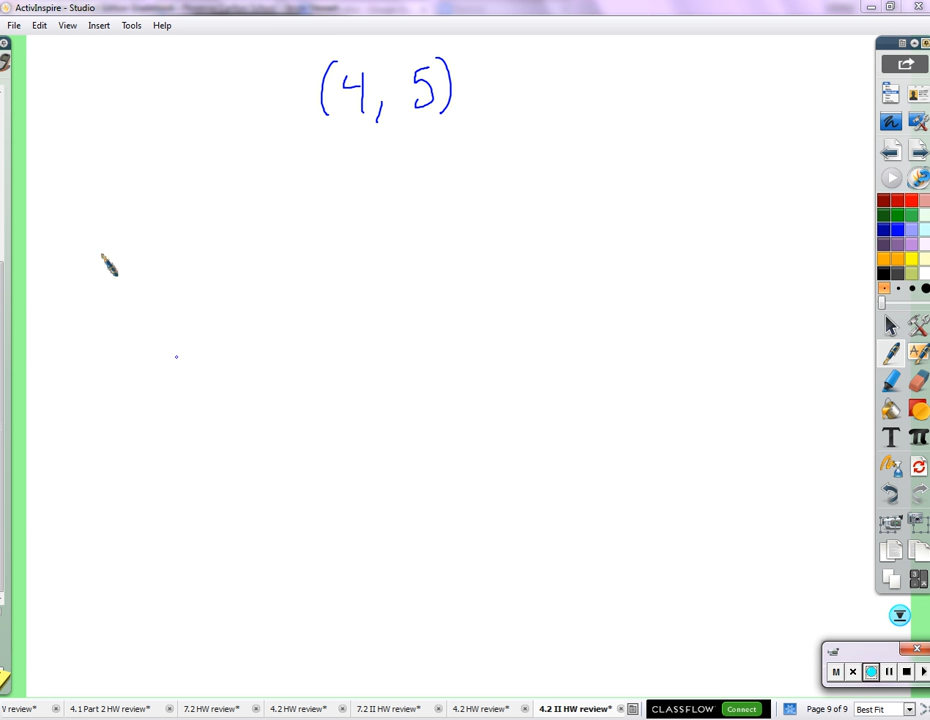 ActivInspire - Studio
File Edit View Insert Tools Help
(4, 5)
V review* 4.1 Part 2 HW review* 7.2 HW review* 4.2 HW review* 7.2 II HW review* 4.2 HW review* 4.2 II HW review* CLASSFLOW Connect Page 9 of 9 Best Fit
M